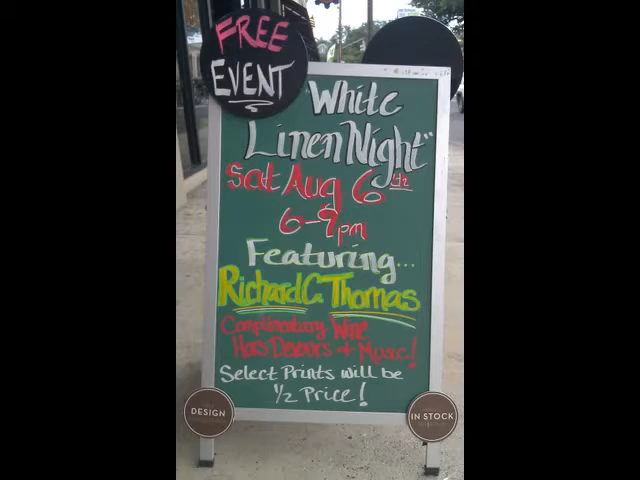 FREE
EVENT
"White
Linen Night"
Sat Aug 6th
6-9pm
Featuring...
Richard C. Thomas
Complimentary Wine
Hors Devours + Music!
Select Prints will be
1/2 Price!
DESIGN
IN STOCK